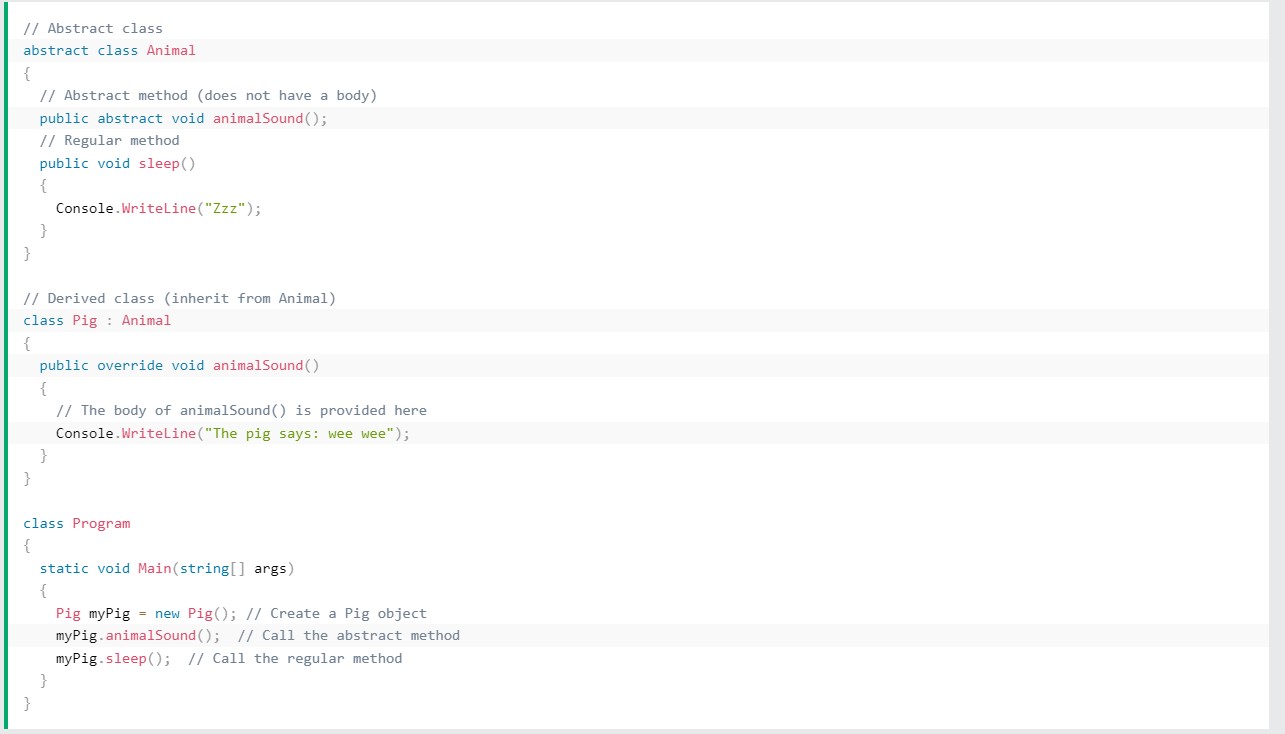 // Abstract class
abstract class Animal
{
  // Abstract method (does not have a body)
  public abstract void animalSound();
  // Regular method
  public void sleep()
  {
    Console.WriteLine("Zzz");
  }
}

// Derived class (inherit from Animal)
class Pig : Animal
{
  public override void animalSound()
  {
    // The body of animalSound() is provided here
    Console.WriteLine("The pig says: wee wee");
  }
}

class Program
{
  static void Main(string[] args)
  {
    Pig myPig = new Pig(); // Create a Pig object
    myPig.animalSound();  // Call the abstract method
    myPig.sleep();  // Call the regular method
  }
}